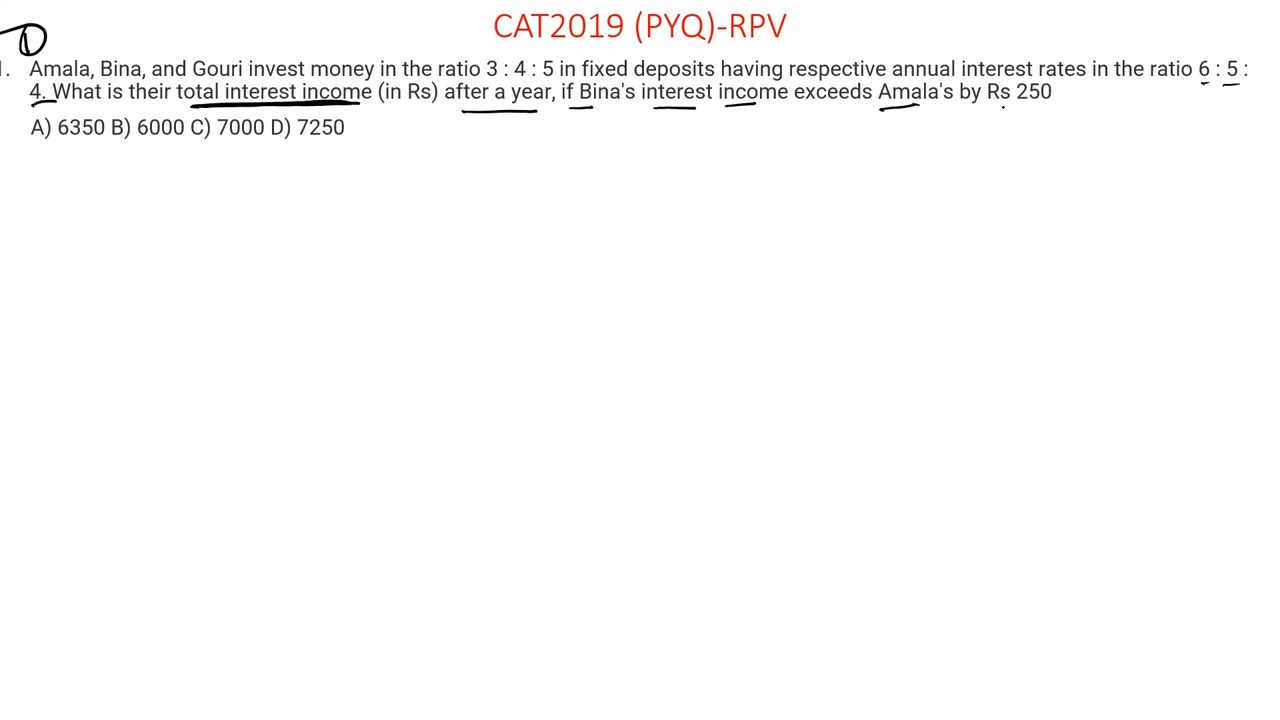 CAT2019 (PYQ)-RPV
1. Amala, Bina, and Gouri invest money in the ratio 3 : 4 : 5 in fixed deposits having respective annual interest rates in the ratio 6 : 5 :
4. What is their total interest income (in Rs) after a year, if Bina's interest income exceeds Amala's by Rs 250
A) 6350 B) 6000 C) 7000 D) 7250